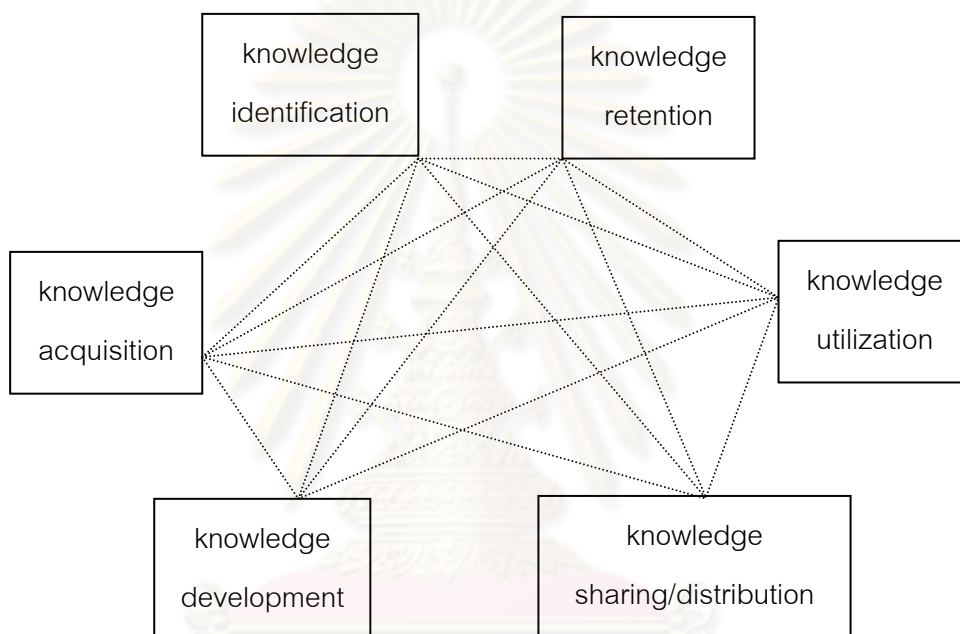 knowledge
identification
knowledge
retention
knowledge
acquisition
knowledge
utilization
knowledge
development
knowledge
sharing/distribution